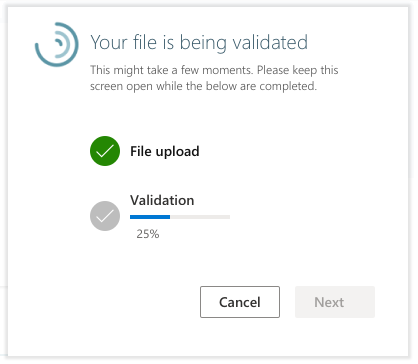 Your file is being validated
This might take a few moments. Please keep this
screen open while the below are completed.
File upload
Validation
25%
Cancel
Next